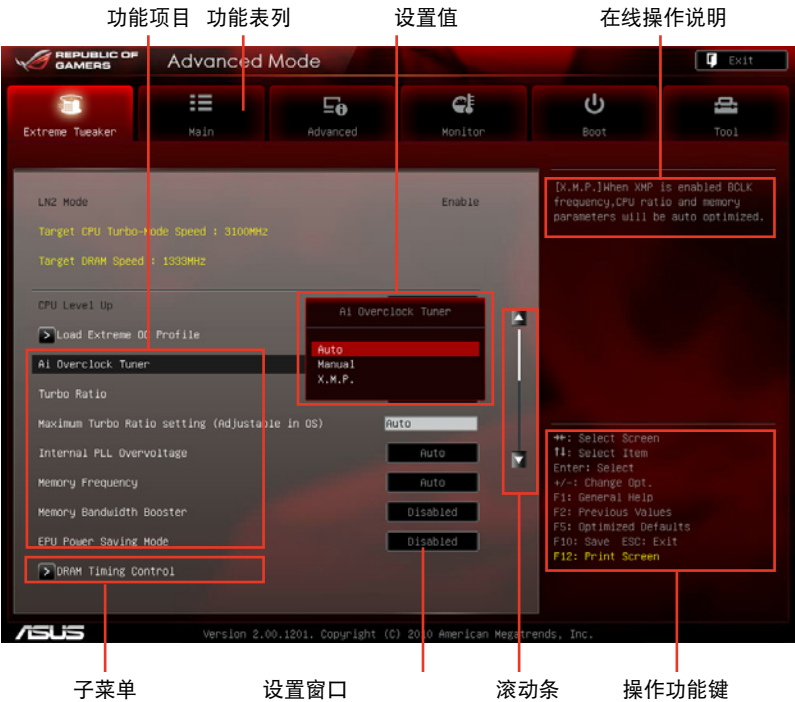 功能项目 功能表列 设置值 在线操作说明
REPUBLIC OF
GAMERS
Advanced Mode
Exit
Extreme Tweaker Main Advanced Monitor Boot Tool
LN2 Mode Enable
Target CPU Turbo-Mode Speed : 3100MHz
Target DRAM Speed : 1333MHz
CPU Level Up
> Load Extreme OC Profile
Ai Overclock Tuner
Turbo Ratio
Maximum Turbo Ratio setting (Adjustable in OS) Auto
Internal PLL Overvoltage Auto
Memory Frequency Auto
Memory Bandwidth Booster Disabled
EPU Power Saving Mode Disabled
> DRAM Timing Control
Ai Overclock Tuner
Auto
Manual
X.M.P.
[X.M.P.]When XMP is enabled BCLK
frequency,CPU ratio and memory
parameters will be auto optimized.
→←: Select Screen
↑↓: Select Item
Enter: Select
+/-: Change Opt.
F1: General Help
F2: Previous Values
F5: Optimized Defaults
F10: Save ESC: Exit
F12: Print Screen
ASUS
Version 2.00.1201. Copyright (C) 2010 American Megatrends, Inc.
子菜单 设置窗口 滚动条 操作功能键